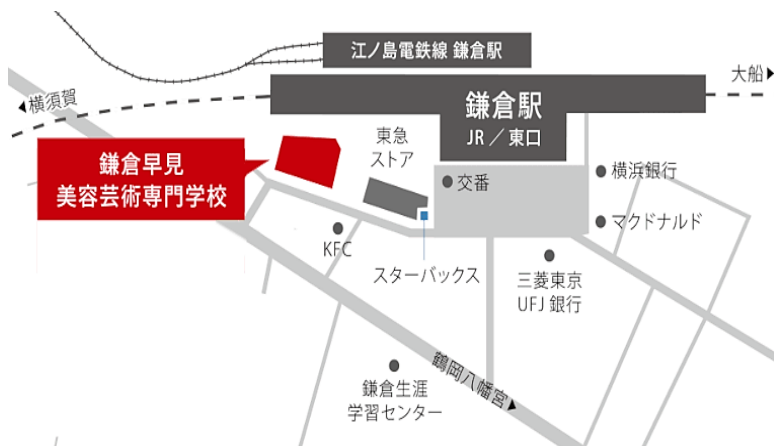 江ノ島電鉄線 鎌倉駅
大船▶
◀横須賀
鎌倉駅
JR ／ 東口
鎌倉早見
美容芸術専門学校
東急
ストア
交番
横浜銀行
マクドナルド
KFC
スターバックス
三菱東京
UFJ 銀行
鶴岡八幡宮▶
鎌倉生涯
学習センター